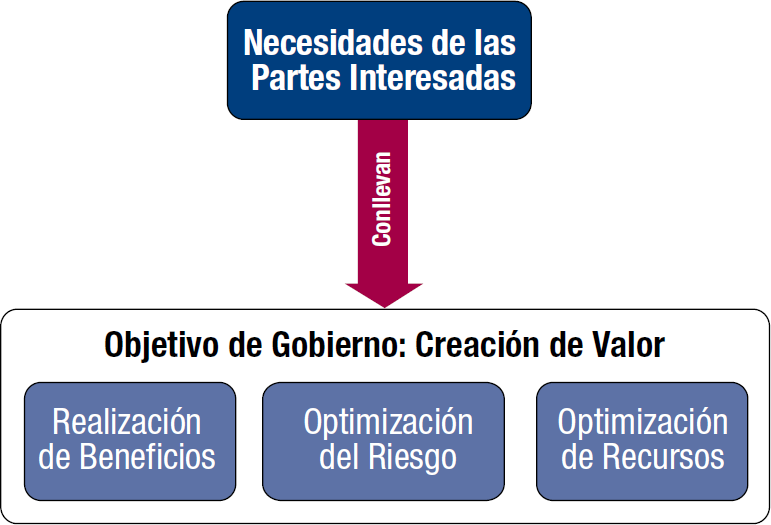 Necesidades de las
Partes Interesadas
Conllevan
Objetivo de Gobierno: Creación de Valor
Realización
de Beneficios
Optimización
del Riesgo
Optimización
de Recursos